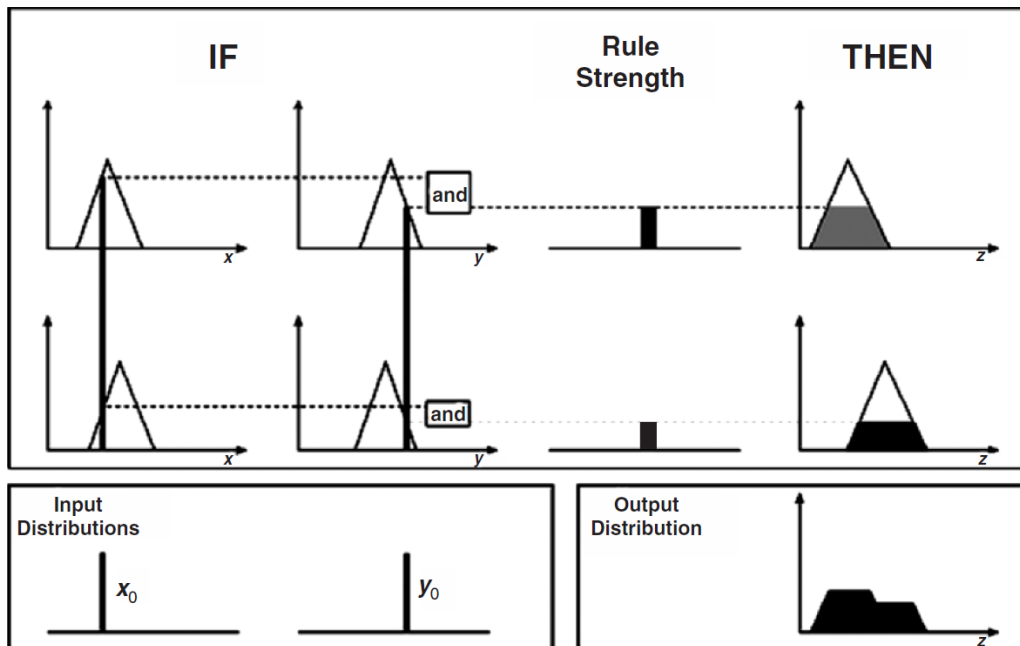 IF
Rule
Strength
THEN
and
x
y
z
and
x
y
z
Input
Distributions
x0
y0
Output
Distribution
z